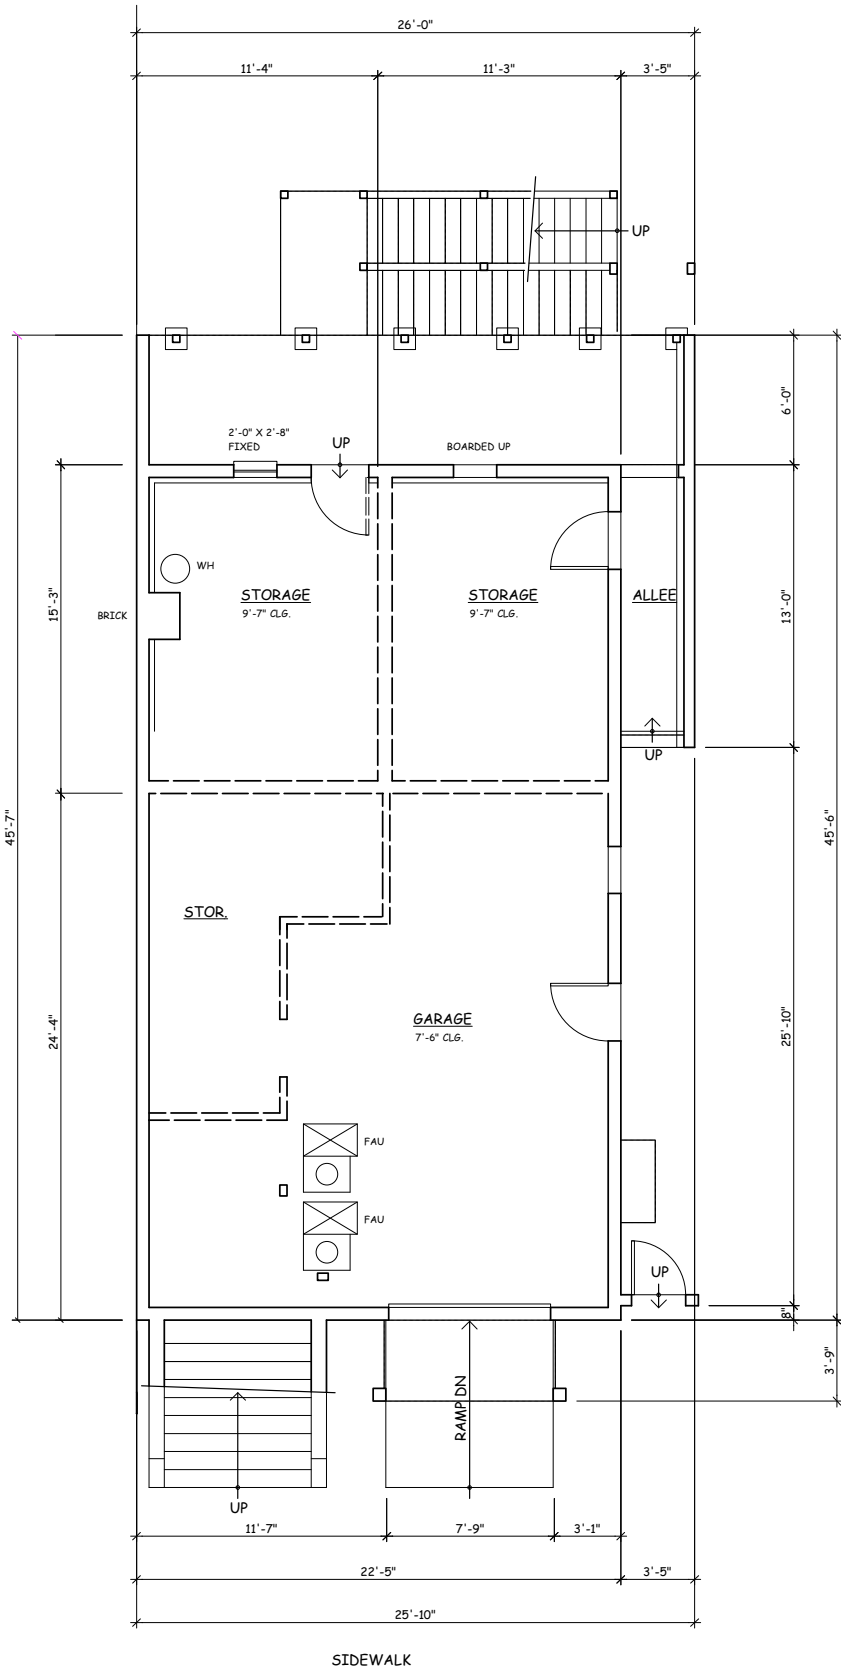 26'-0"
11'-4"
11'-3"
3'-5"
UP
2'-0" X 2'-8"
FIXED
UP
BOARDED UP
6'-0"
WH
STORAGE
9'-7" CLG.
STORAGE
9'-7" CLG.
ALLEE
BRICK
15'-3"
13'-0"
UP
45'-7"
45'-6"
STOR.
GARAGE
7'-6" CLG.
24'-4"
25'-10"
FAU
FAU
UP
8"
3'-9"
RAMP DN
UP
11'-7"
7'-9"
3'-1"
22'-5"
3'-5"
25'-10"
SIDEWALK